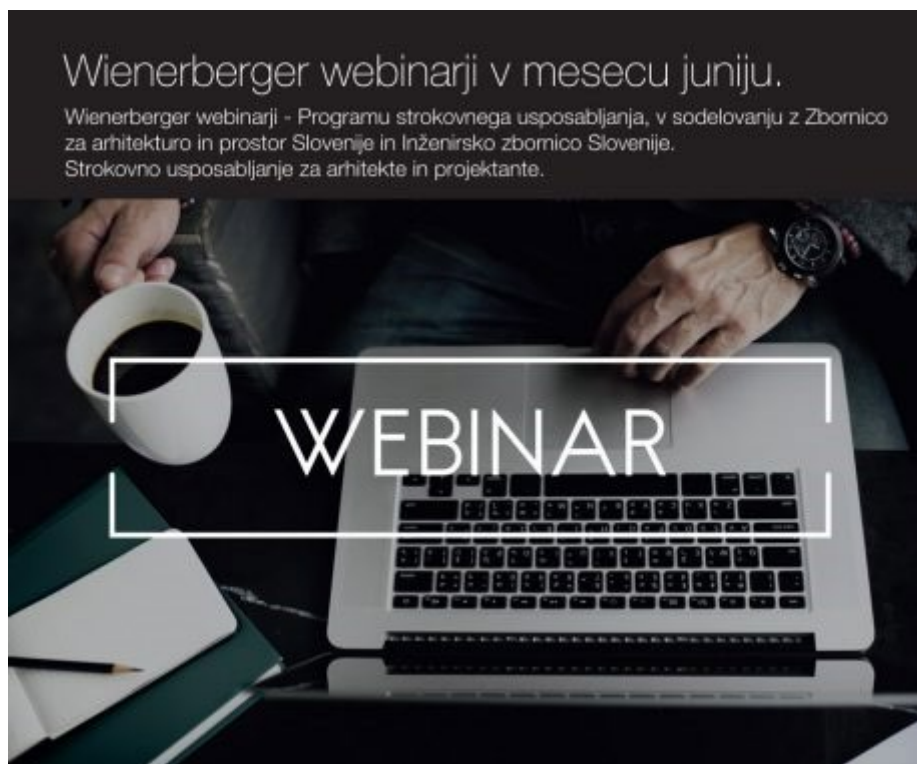 Wienerberger webinarji v mesecu juniju.
Wienerberger webinarji - Programu strokovnega usposabljanja, v sodelovanju z Zbornico
za arhitekturo in prostor Slovenije in Inženirsko zbornico Slovenije.
Strokovno usposabljanje za arhitekte in projektante.
WEBINAR